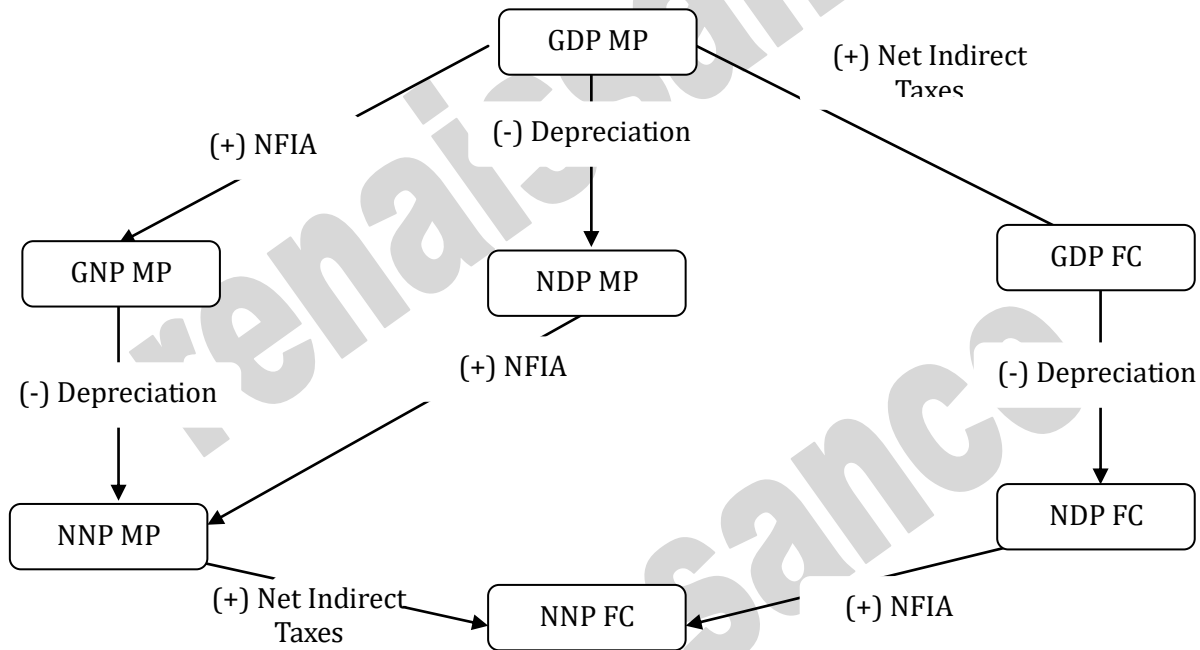 GDP MP
(+) Net Indirect
Taxes
(+) NFIA
(-) Depreciation
GNP MP
NDP MP
GDP FC
(-) Depreciation
(+) NFIA
(-) Depreciation
NNP MP
NDP FC
(+) Net Indirect
Taxes
NNP FC
(+) NFIA